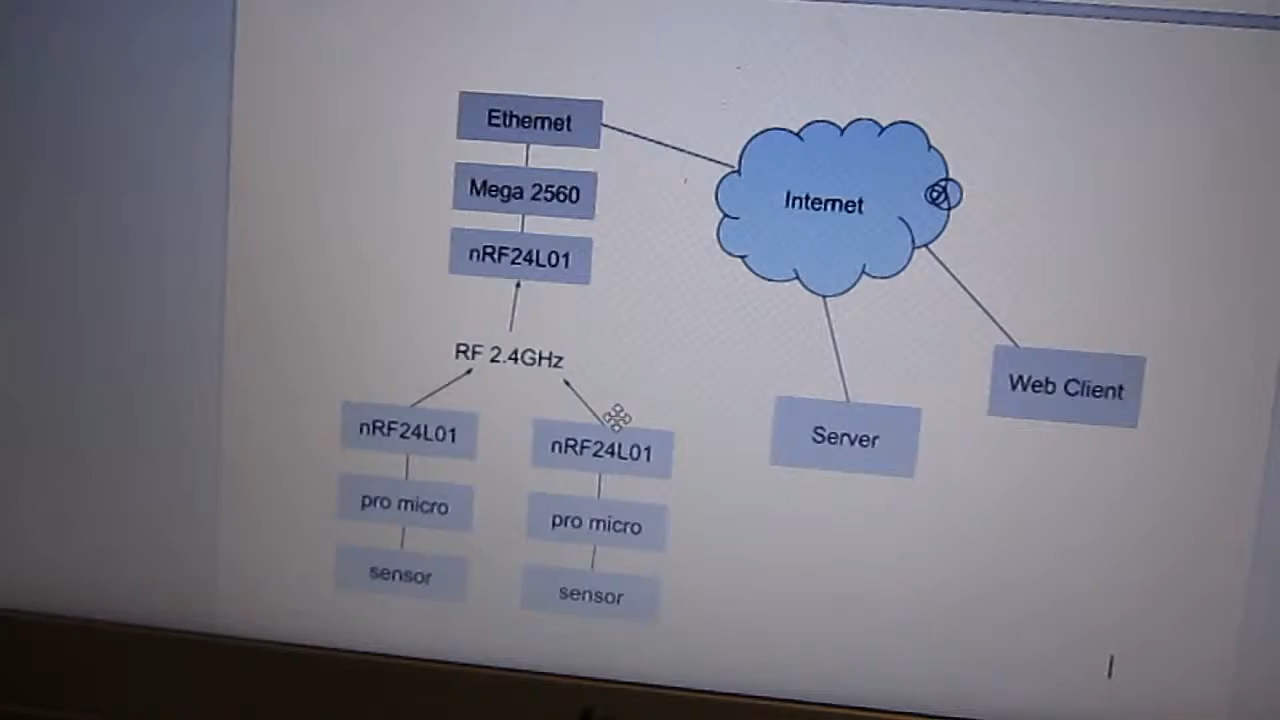 Ethernet
Mega 2560
nRF24L01
Internet
RF 2.4GHz
nRF24L01
pro micro
sensor
nRF24L01
pro micro
sensor
Server
Web Client